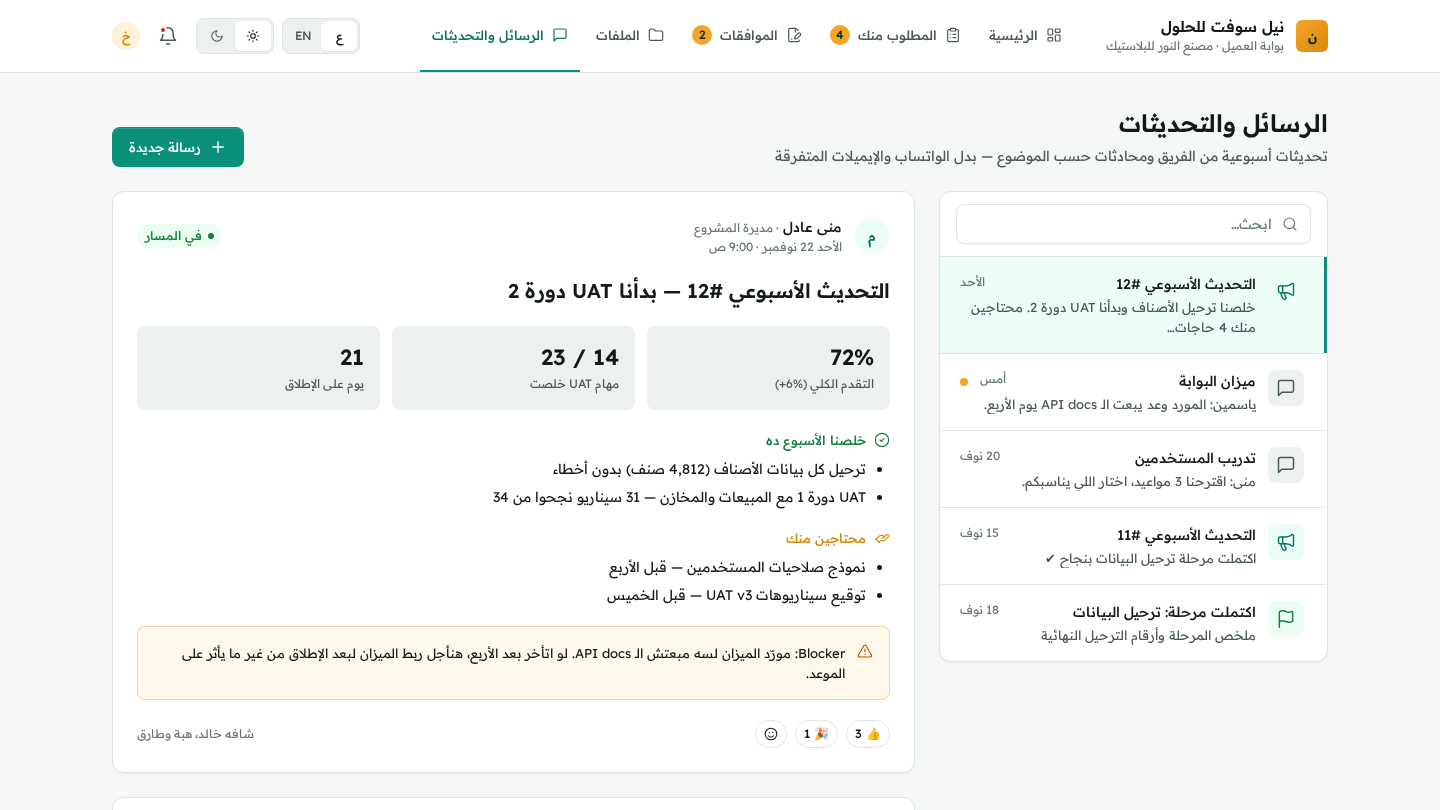 ن
نيل سوفت للحلول
بوابة العميل · مصنع النور للبلاستيك
الرئيسية
المطلوب منك 4
الموافقات 2
الملفات
الرسائل والتحديثات
ع
EN
خ
الرسائل والتحديثات
تحديثات أسبوعية من الفريق ومحادثات حسب الموضوع — بدل الواتساب والإيميلات المتفرقة
رسالة جديدة
ابحث…
التحديث الأسبوعي #12
الأحد
خلصنا ترحيل الأصناف وبدأنا UAT دورة 2. محتاجين
منك 4 حاجات…
ميزان البوابة
أمس
ياسمين: المورد وعد يبعت الـ API docs يوم الأربع.
تدريب المستخدمين
20 نوف
منى: اقترحنا 3 مواعيد، اختار اللي يناسبكم.
التحديث الأسبوعي #11
15 نوف
اكتملت مرحلة ترحيل البيانات بنجاح ✔
اكتملت مرحلة: ترحيل البيانات
18 نوف
ملخص المرحلة وأرقام الترحيل النهائية
م
منى عادل · مديرة المشروع
الأحد 22 نوفمبر · 9:00 ص
في المسار
التحديث الأسبوعي #12 — بدأنا UAT دورة 2
72%
التقدم الكلي (+6%)
14 / 23
مهام UAT خلصت
21
يوم على الإطلاق
خلصنا الأسبوع ده
• ترحيل كل بيانات الأصناف (4,812 صنف) بدون أخطاء
• UAT دورة 1 مع المبيعات والمخازن — 31 سيناريو نجحوا من 34
محتاجين منك
• نموذج صلاحيات المستخدمين — قبل الأربع
• توقيع سيناريوهات UAT v3 — قبل الخميس
Blocker: مورّد الميزان لسه مبعتش الـ API docs. لو اتأخر بعد الأربع، هنأجل ربط الميزان لبعد الإطلاق من غير ما يأثر على
الموعد.
👍 3
🎉 1
شافه خالد، هبة وطارق